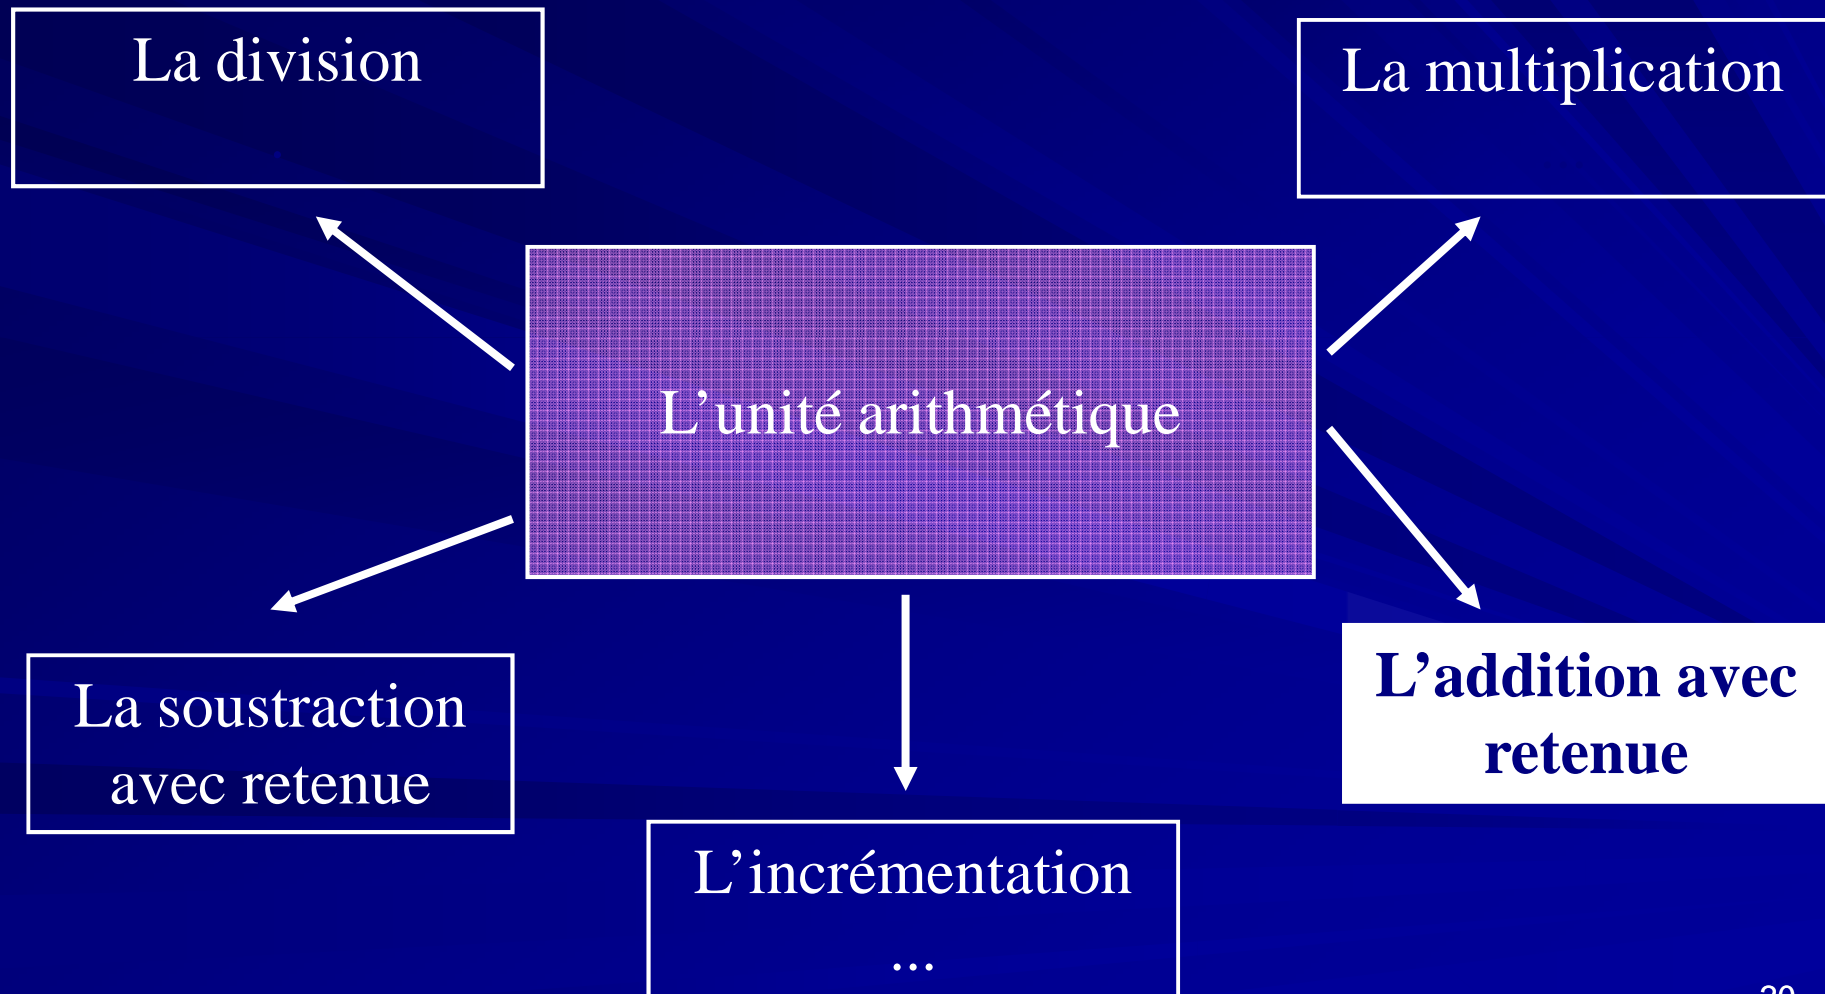 La division
La multiplication
L’unité arithmétique
La soustraction
avec retenue
L’addition avec
retenue
L’incrémentation
...